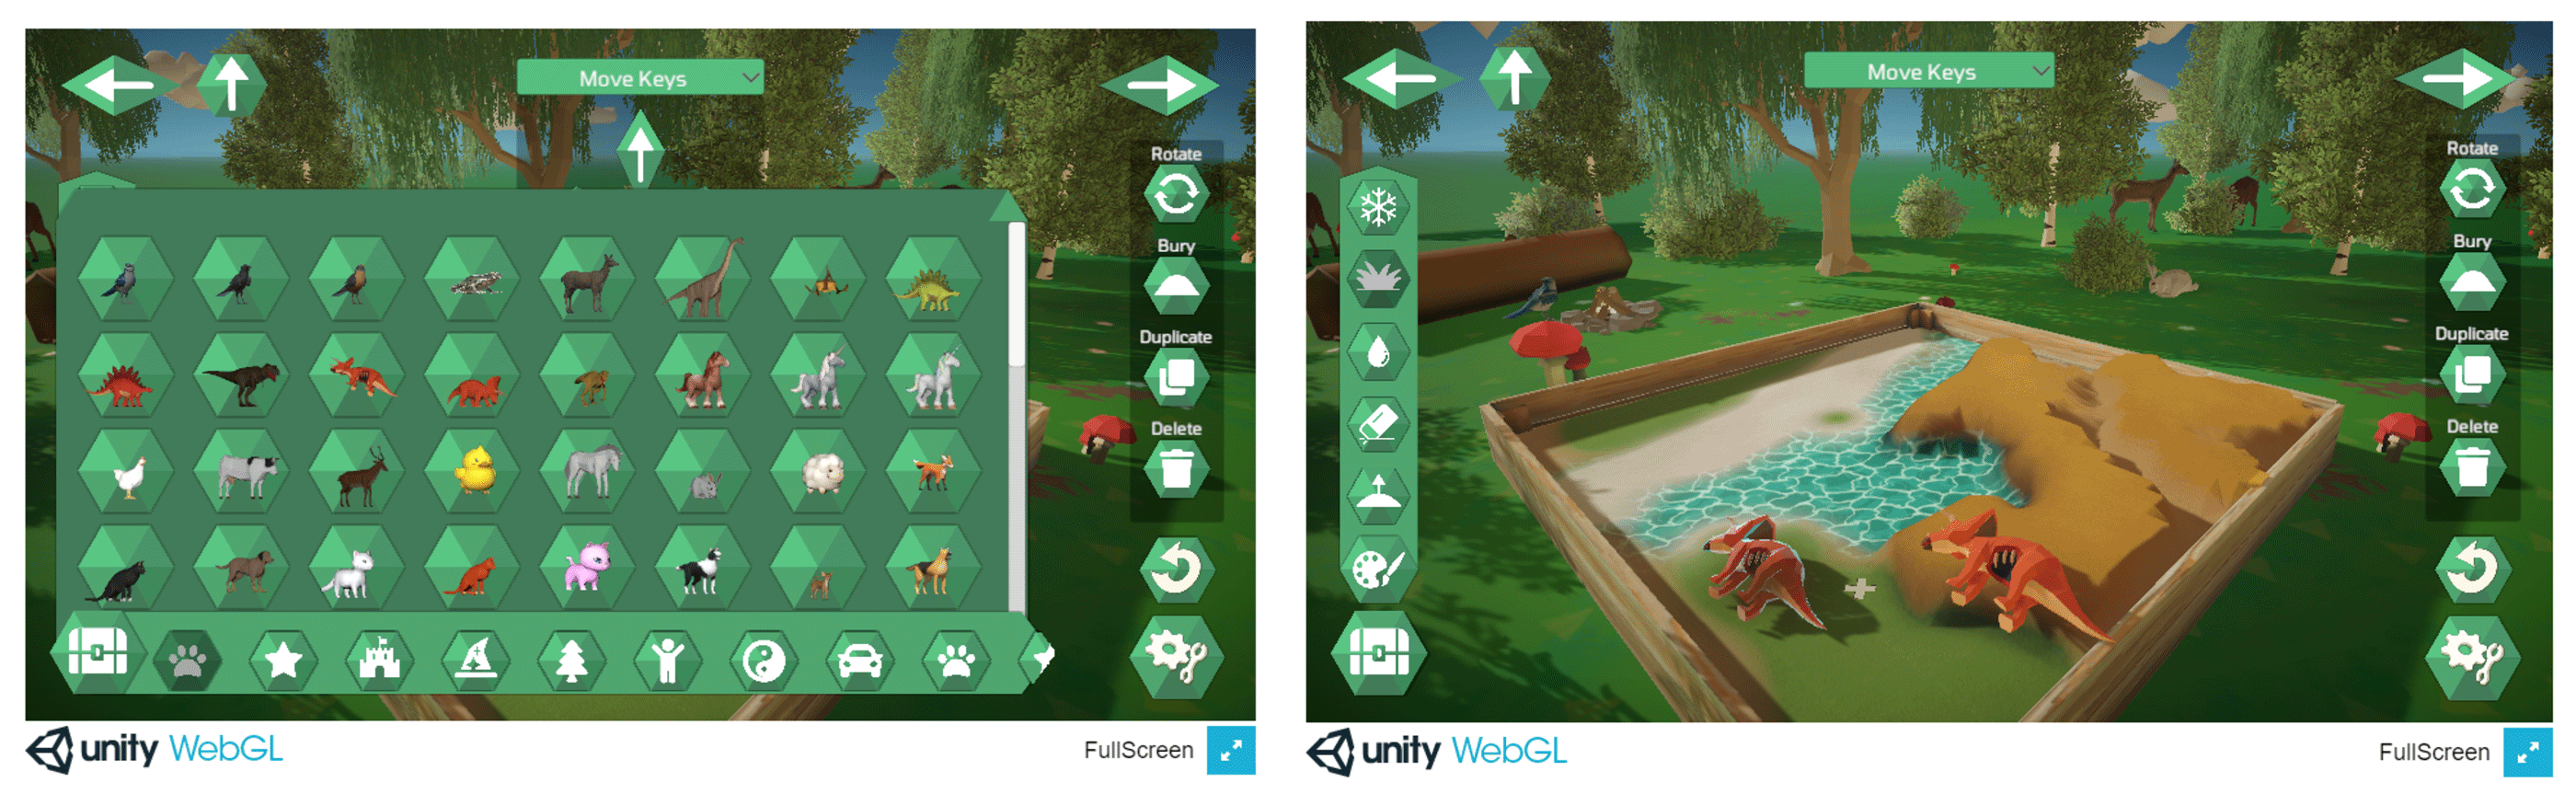 Move Keys
Rotate
Bury
Duplicate
Delete
unity WebGL
FullScreen
Move Keys
Rotate
Bury
Duplicate
Delete
unity WebGL
FullScreen